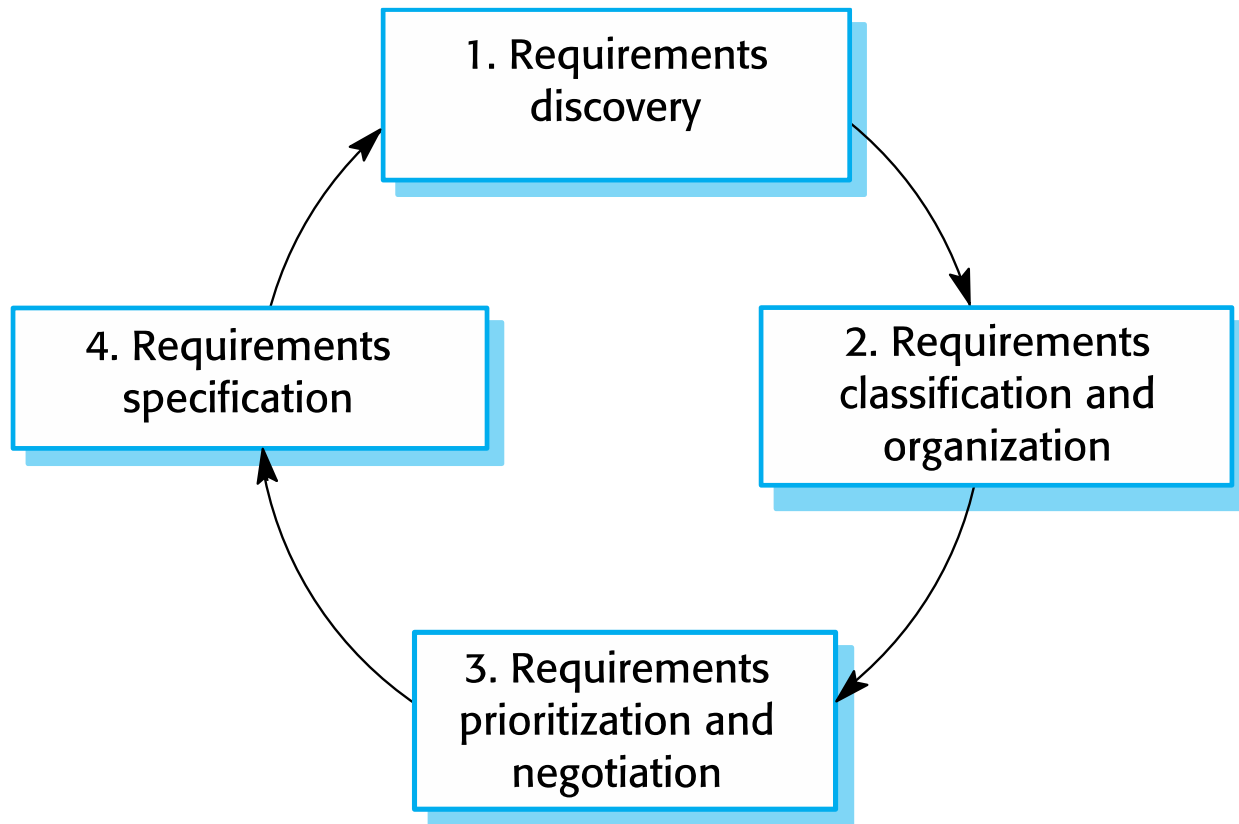 1. Requirements
discovery
2. Requirements
classification and
organization
3. Requirements
prioritization and
negotiation
4. Requirements
specification